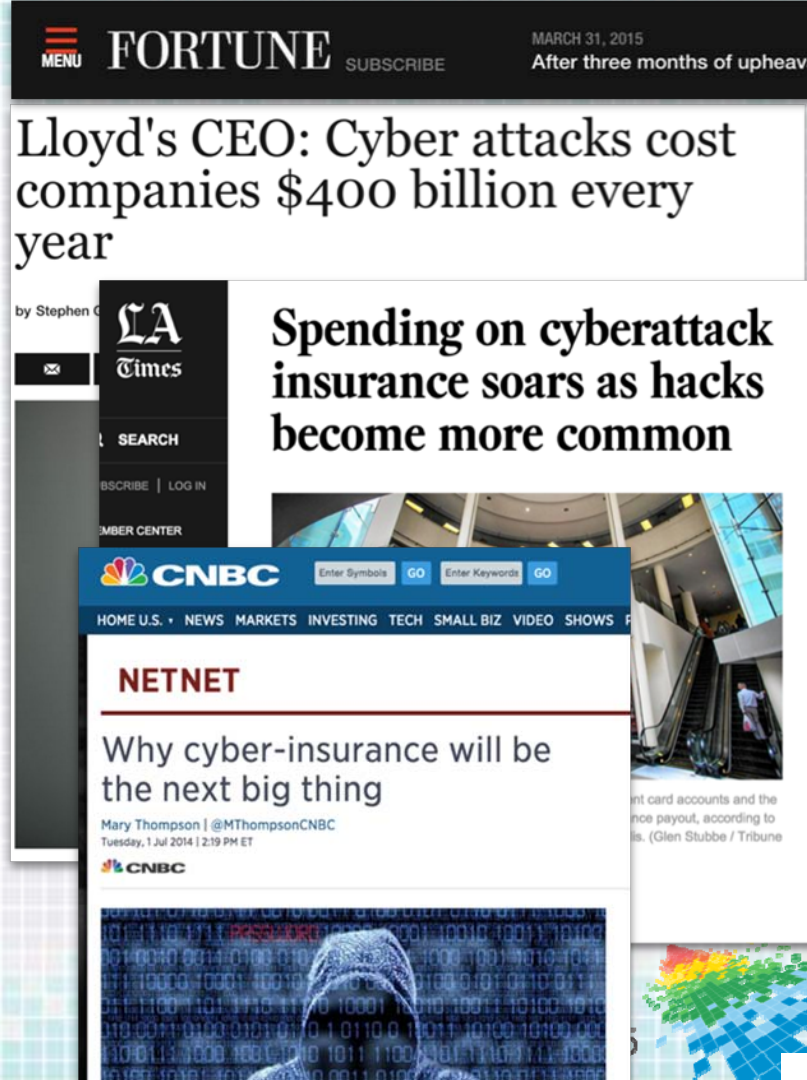 MENU
FORTUNE
SUBSCRIBE
MARCH 31, 2015
After three months of upheav
Lloyd's CEO: Cyber attacks cost
companies $400 billion every
year
by Stephen
LA
Times
SEARCH
BSCRIBE | LOG IN
EMBER CENTER
Spending on cyberattack
insurance soars as hacks
become more common
nt card accounts and the
nce payout, according to
lis. (Glen Stubbe / Tribune
CNBC
Enter Symbols GO Enter Keywords GO
HOME U.S. NEWS MARKETS INVESTING TECH SMALL BIZ VIDEO SHOWS
NETNET
Why cyber-insurance will be
the next big thing
Mary Thompson | @MThompsonCNBC
Tuesday, 1 Jul 2014 | 2:19 PM ET
CNBC
PASSWORD